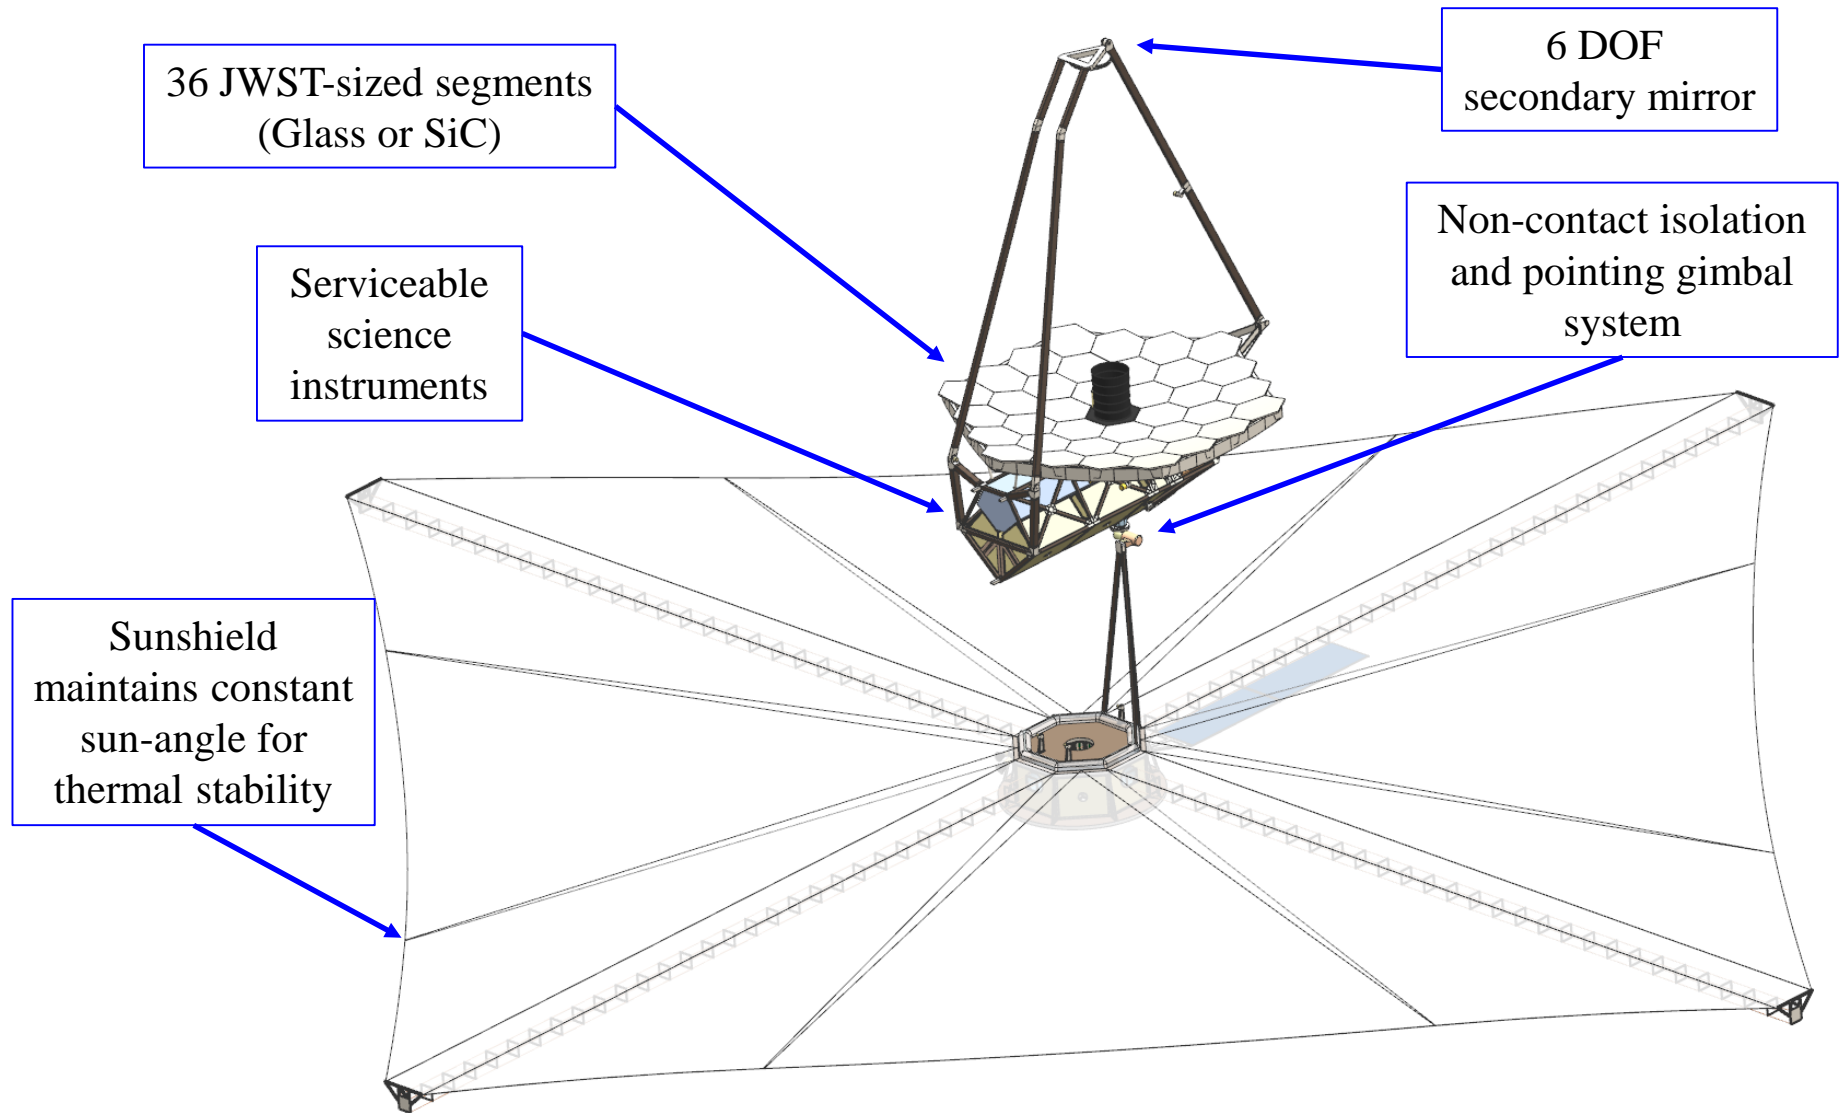 36 JWST-sized segments
(Glass or SiC)
6 DOF
secondary mirror
Non-contact isolation
and pointing gimbal
system
Serviceable
science
instruments
Sunshield
maintains constant
sun-angle for
thermal stability